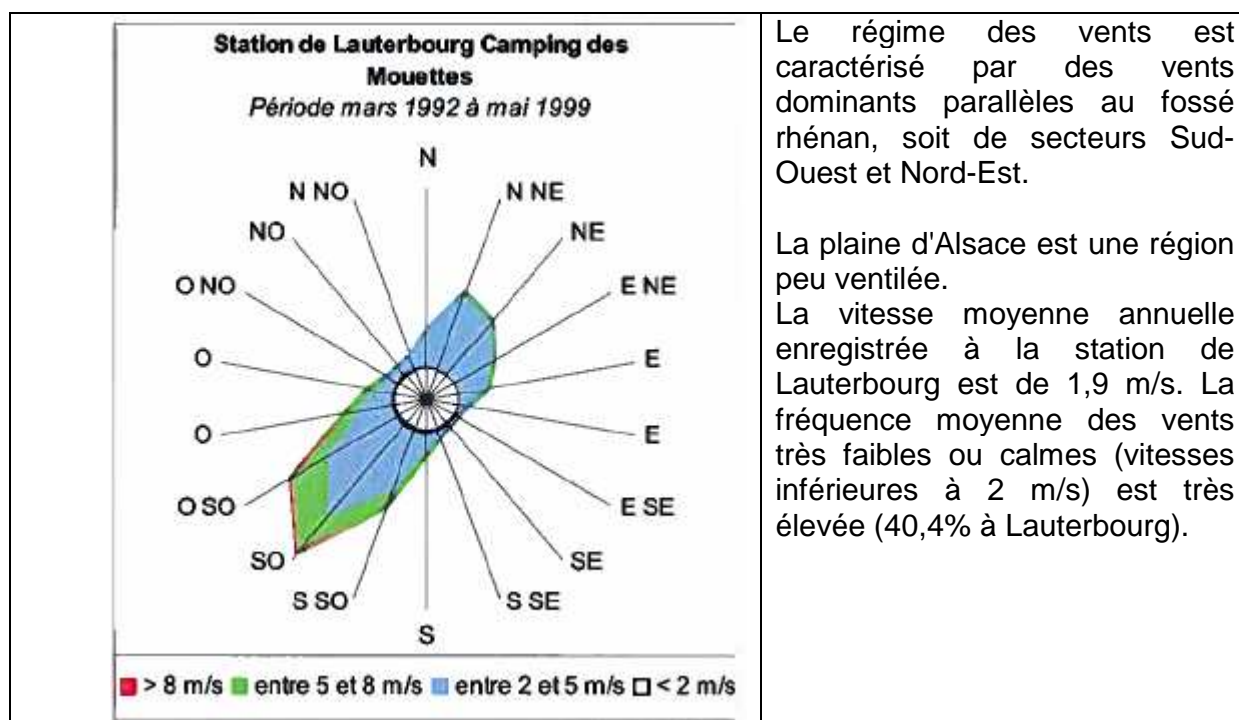 Station de Lauterbourg Camping des
Mouettes
Période mars 1992 à mai 1999
N
N NO
N NE
NO
NE
O NO
E NE
O
E
O
E
O SO
E SE
SO
SE
S SO
S SE
S
> 8 m/s entre 5 et 8 m/s entre 2 et 5 m/s < 2 m/s
Le régime des vents est
caractérisé par des vents
dominants parallèles au fossé
rhénan, soit de secteurs Sud-
Ouest et Nord-Est.
La plaine d'Alsace est une région
peu ventilée.
La vitesse moyenne annuelle
enregistrée à la station de
Lauterbourg est de 1,9 m/s. La
fréquence moyenne des vents
très faibles ou calmes (vitesses
inférieures à 2 m/s) est très
élevée (40,4% à Lauterbourg).